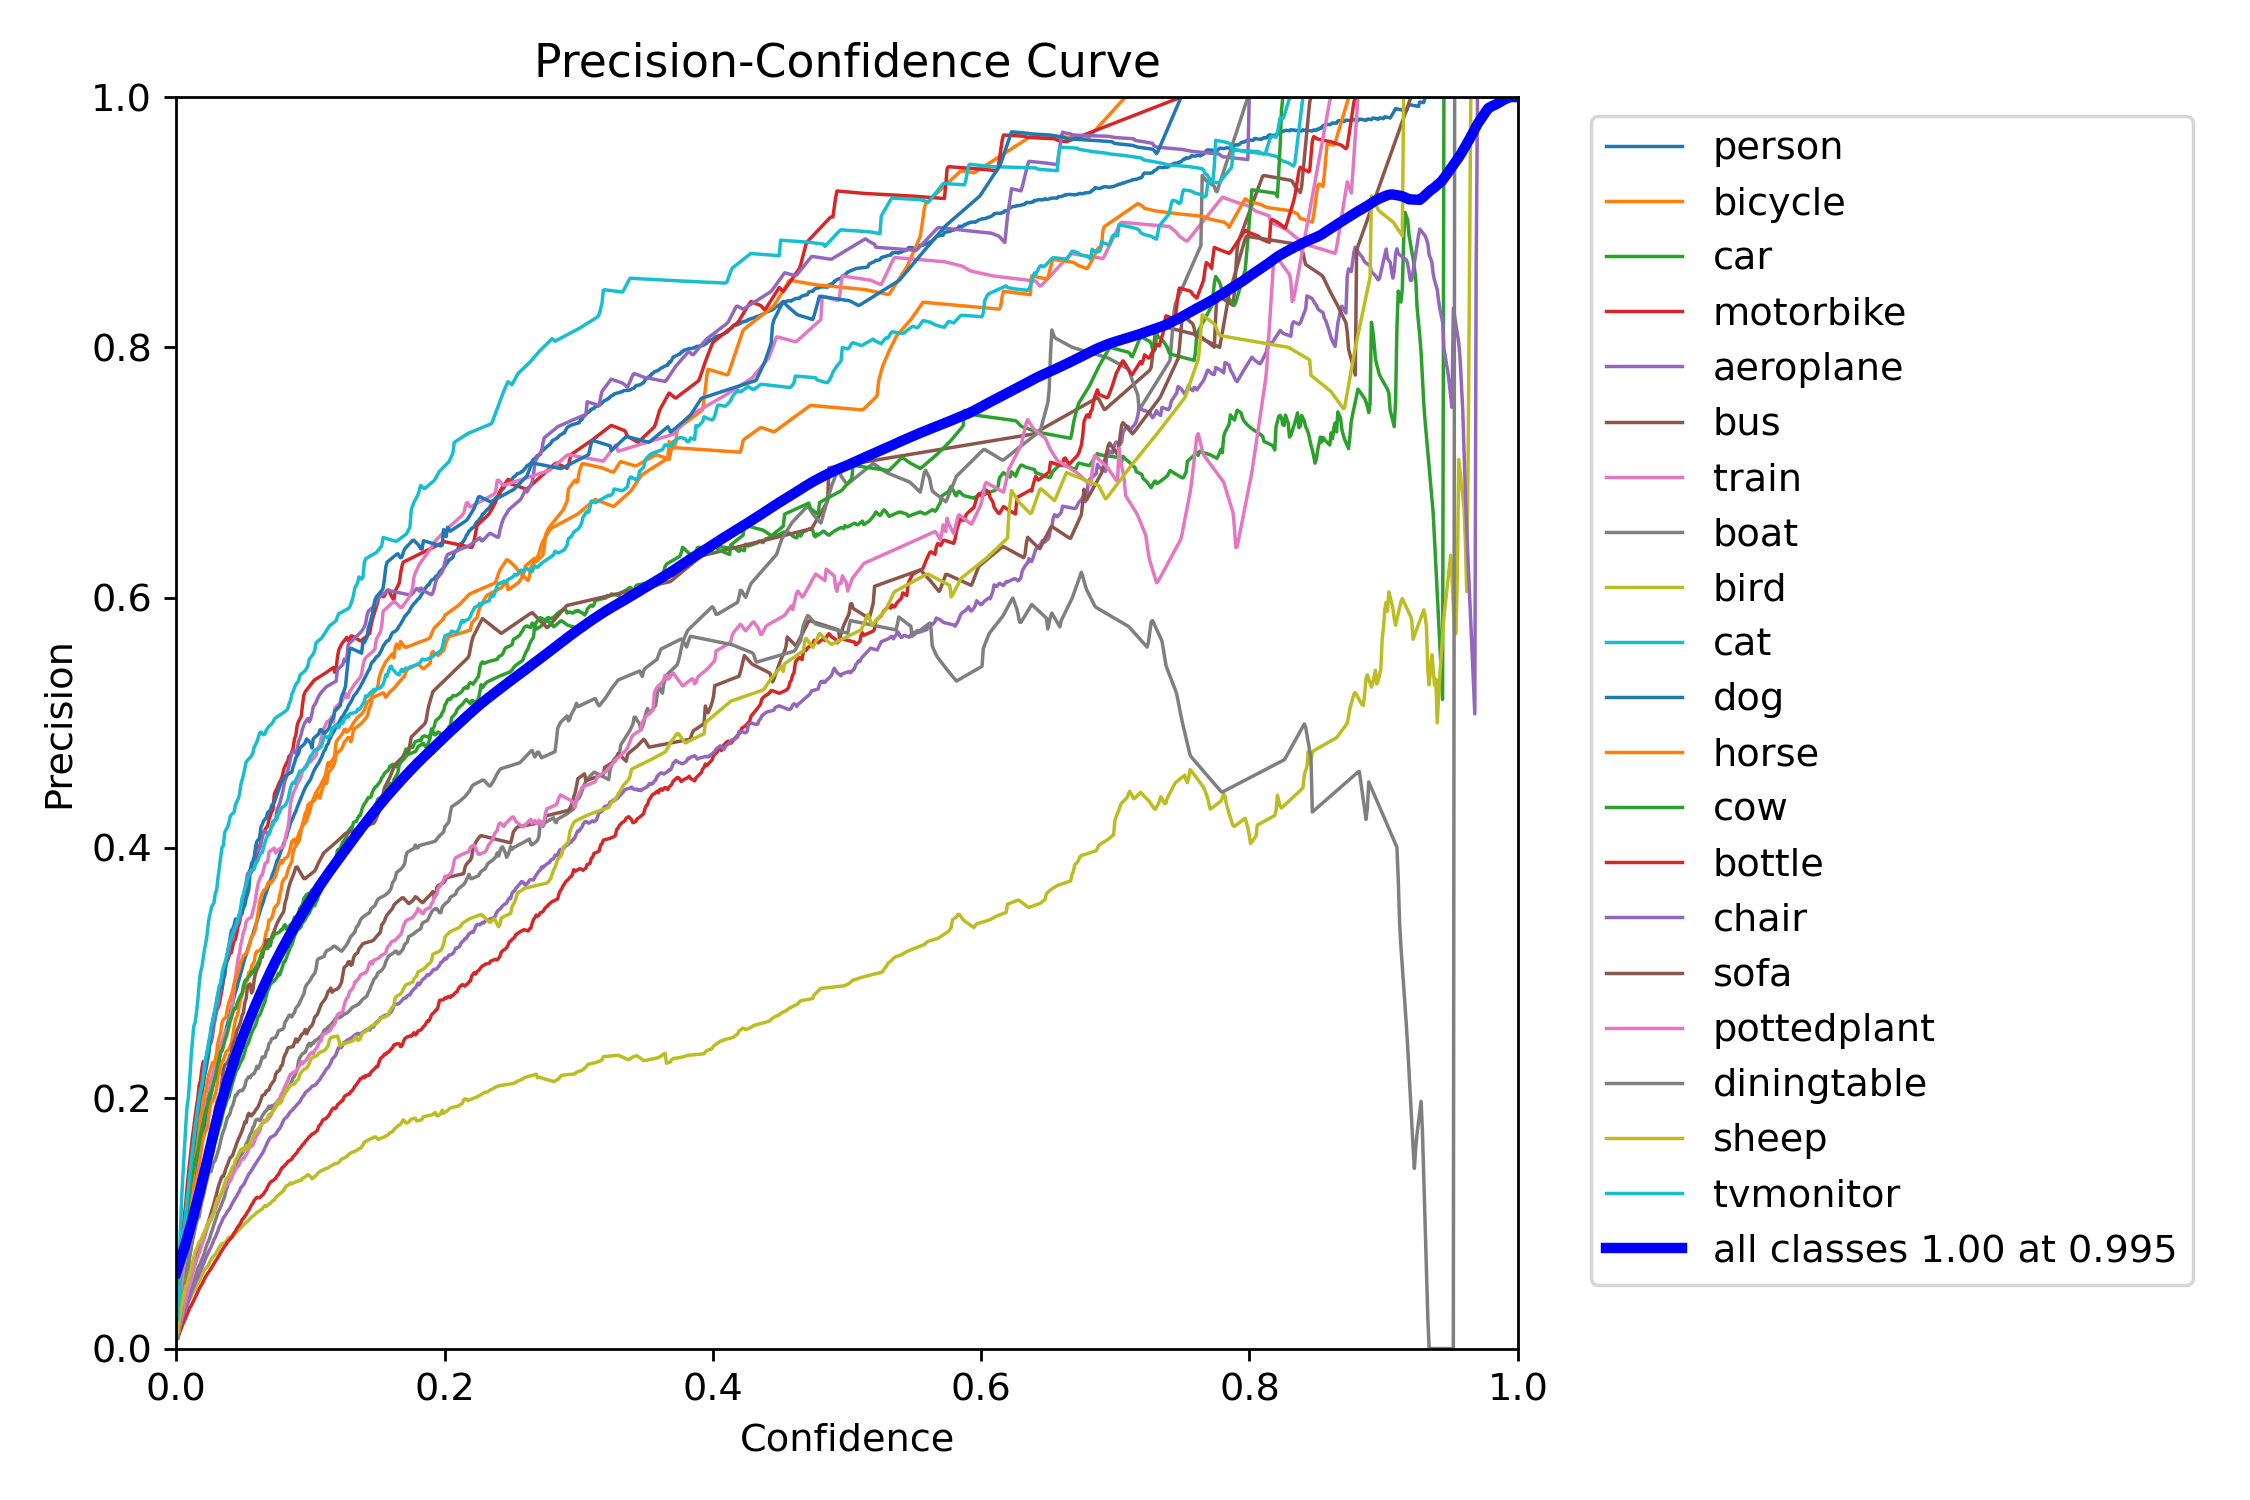 Precision-Confidence Curve
1.0
0.8
0.6
0.4
0.2
0.0
Precision
0.0 0.2 0.4 0.6 0.8 1.0
Confidence
person
bicycle
car
motorbike
aeroplane
bus
train
boat
bird
cat
dog
horse
cow
bottle
chair
sofa
pottedplant
diningtable
sheep
tvmonitor
all classes 1.00 at 0.995